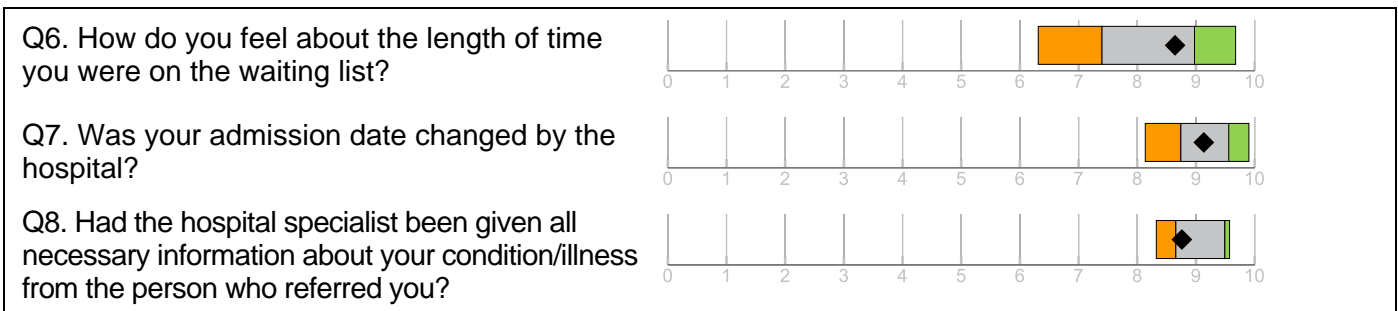 Q6. How do you feel about the length of time
you were on the waiting list?
0 1 2 3 4 5 6 7 8 9 10
Q7. Was your admission date changed by the
hospital?
0 1 2 3 4 5 6 7 8 9 10
Q8. Had the hospital specialist been given all
necessary information about your condition/illness
from the person who referred you?
0 1 2 3 4 5 6 7 8 9 10